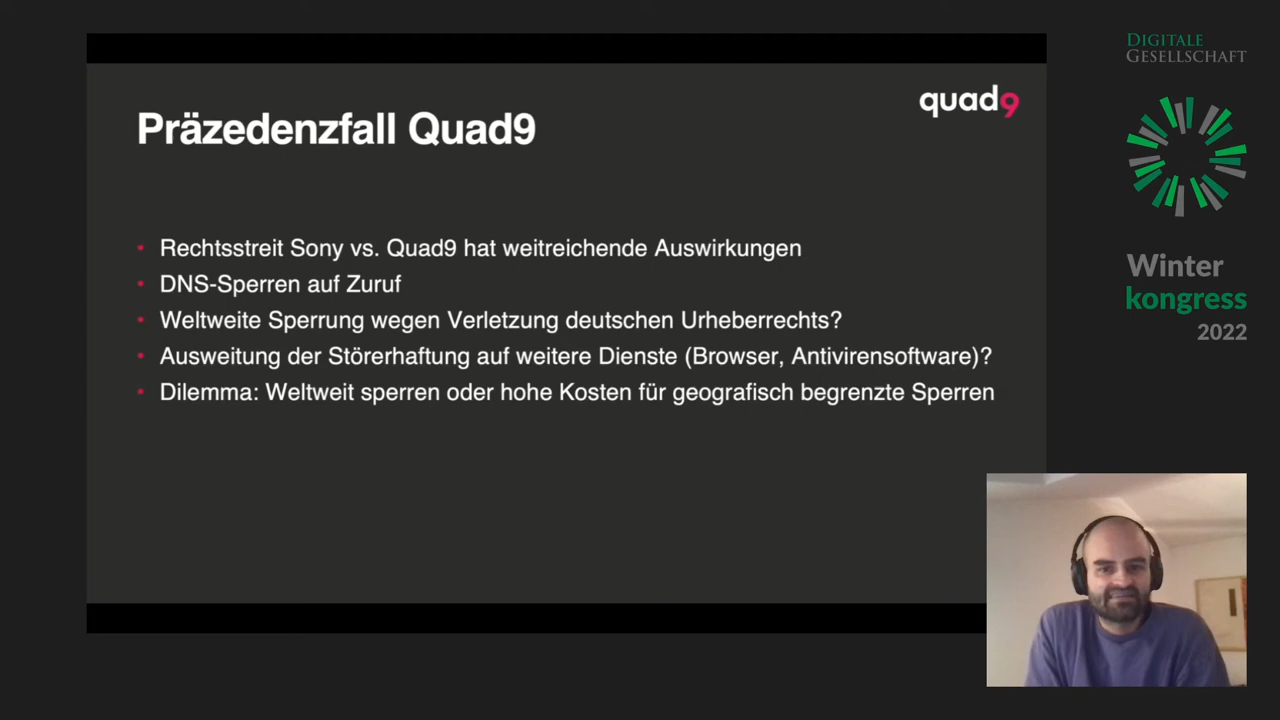 Präzedenzfall Quad9
quad9
• Rechtsstreit Sony vs. Quad9 hat weitreichende Auswirkungen
• DNS-Sperren auf Zuruf
• Weltweite Sperrung wegen Verletzung deutschen Urheberrechts?
• Ausweitung der Störerhaftung auf weitere Dienste (Browser, Antivirensoftware)?
• Dilemma: Weltweit sperren oder hohe Kosten für geografisch begrenzte Sperren
DIGITALE
GESELLSCHAFT
Winter
kongress
2022